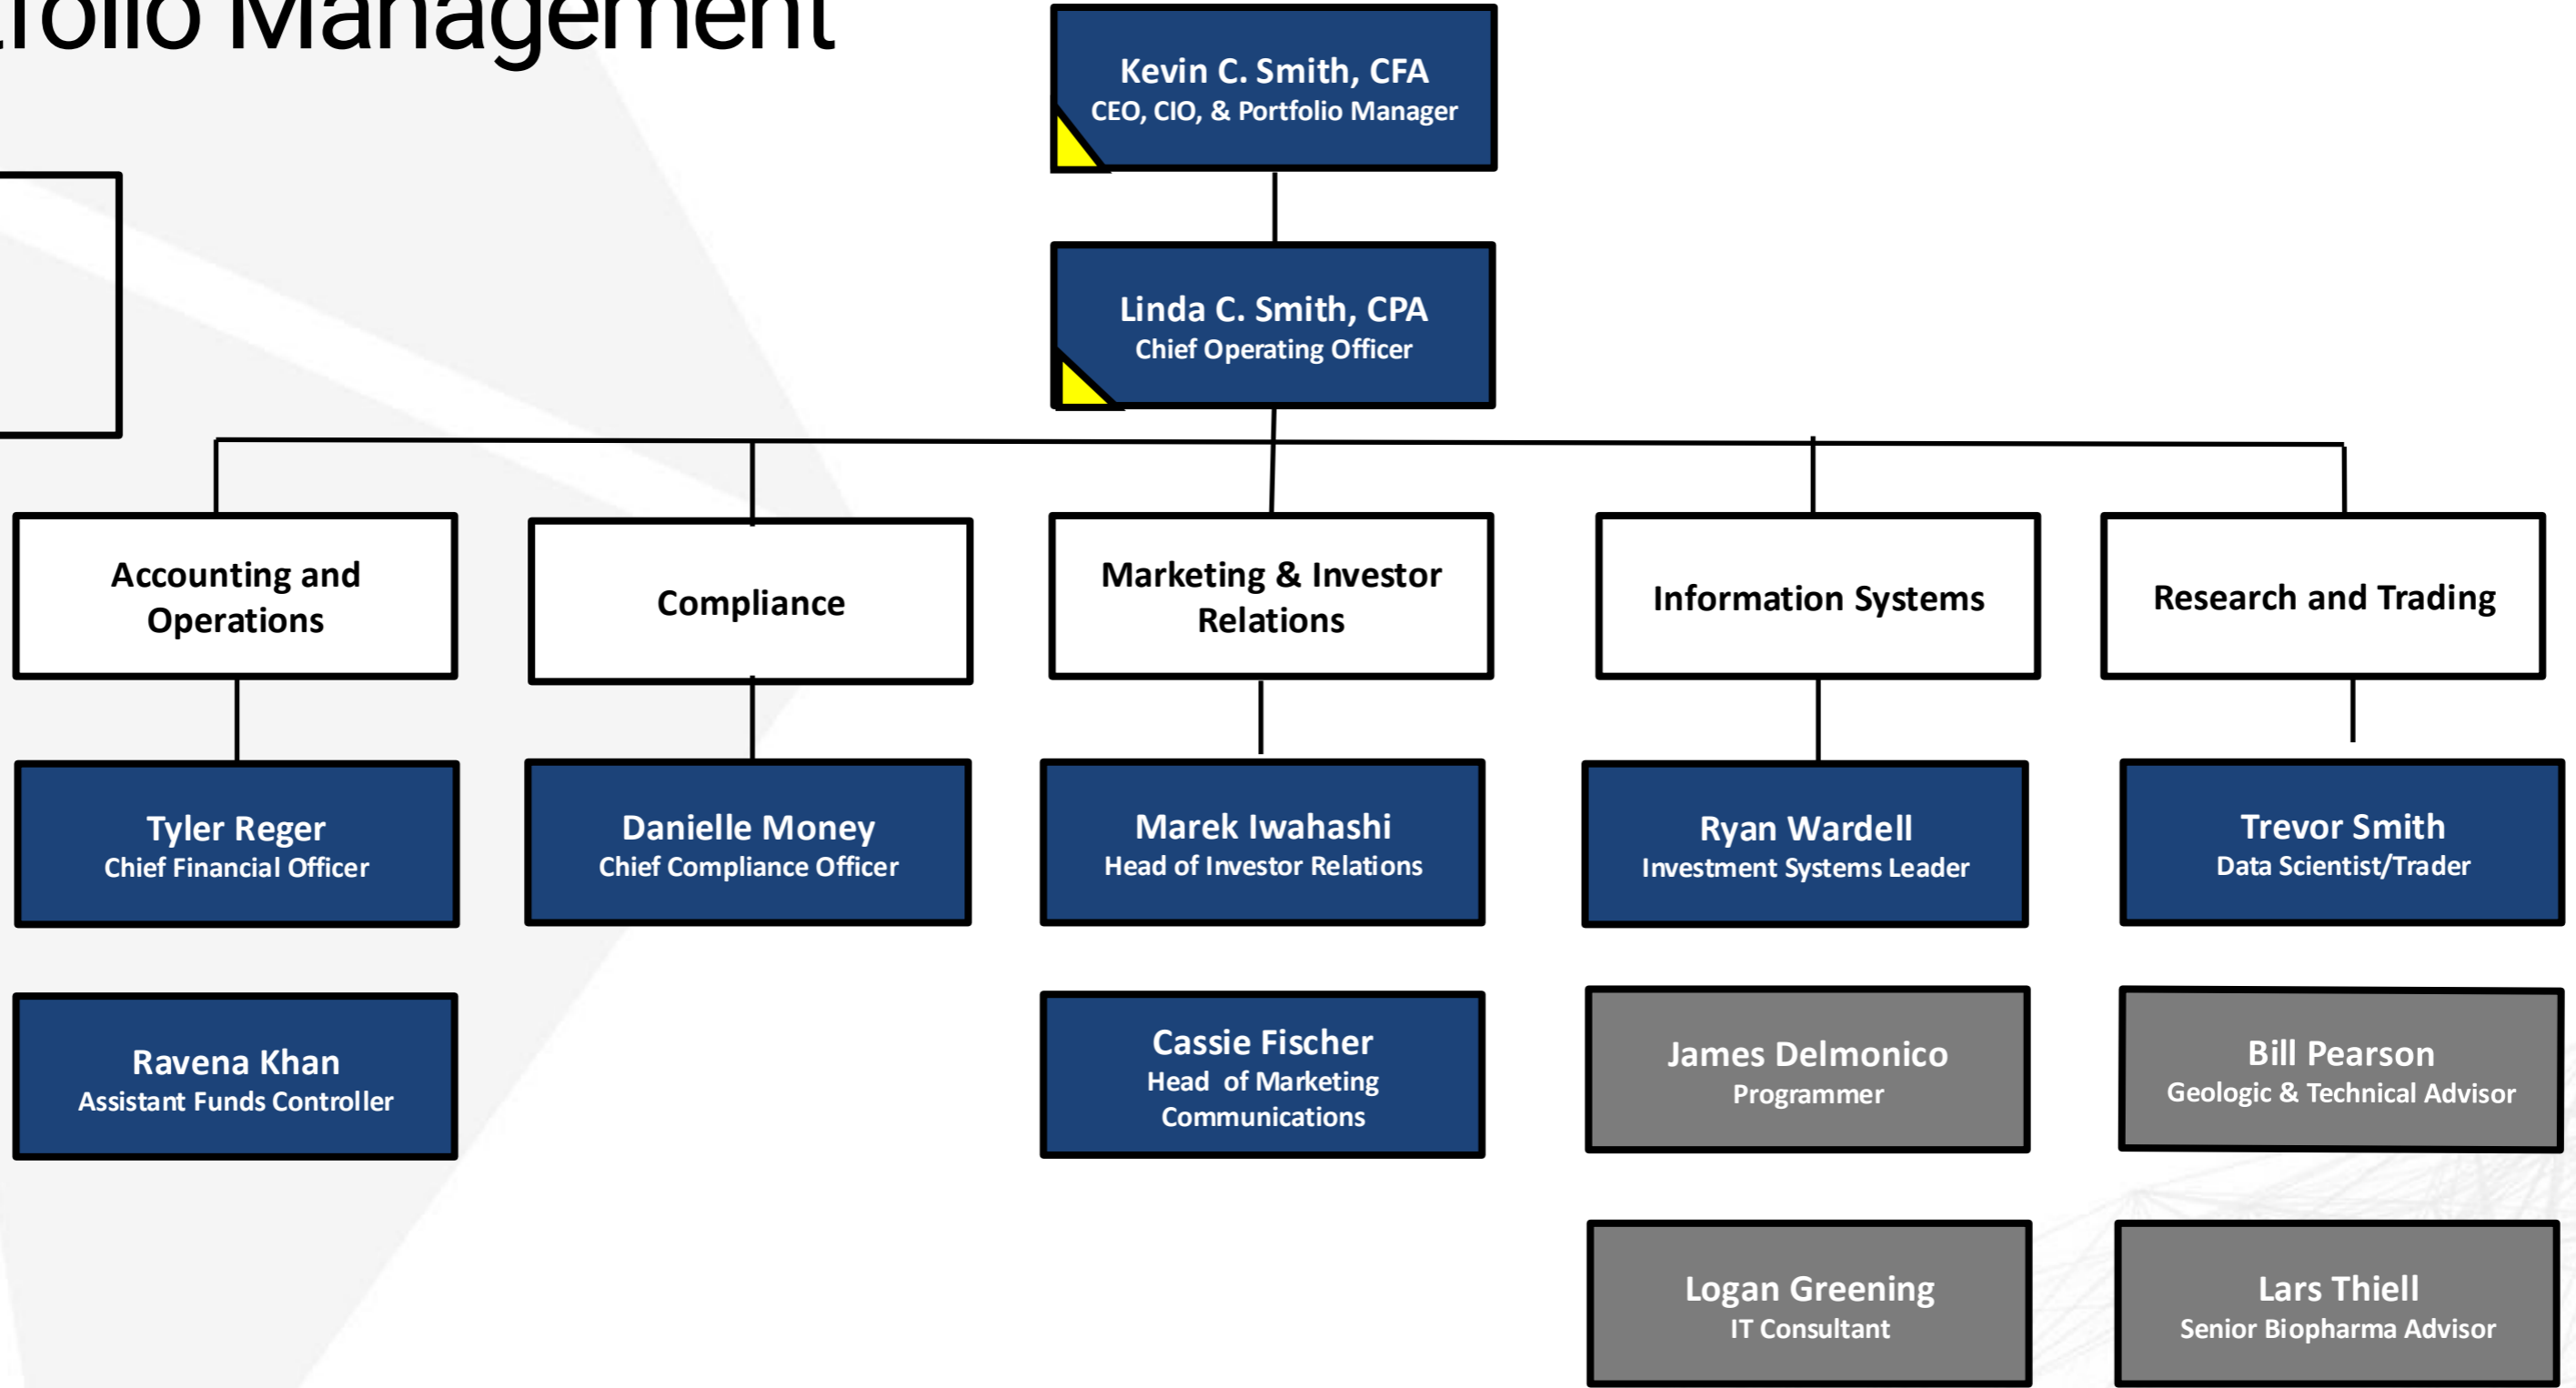 Management
Kevin C. Smith, CFA
CEO, CIO, & Portfolio Manager
Linda C. Smith, CPA
Chief Operating Officer
Accounting and
Operations
Compliance
Marketing & Investor
Relations
Information Systems
Research and Trading
Tyler Reger
Chief Financial Officer
Danielle Money
Chief Compliance Officer
Marek Iwahashi
Head of Investor Relations
Ryan Wardell
Investment Systems Leader
Trevor Smith
Data Scientist/Trader
Ravena Khan
Assistant Funds Controller
Cassie Fischer
Head of Marketing
Communications
James Delmonico
Programmer
Bill Pearson
Geologic & Technical Advisor
Logan Greening
IT Consultant
Lars Thiell
Senior Biopharma Advisor